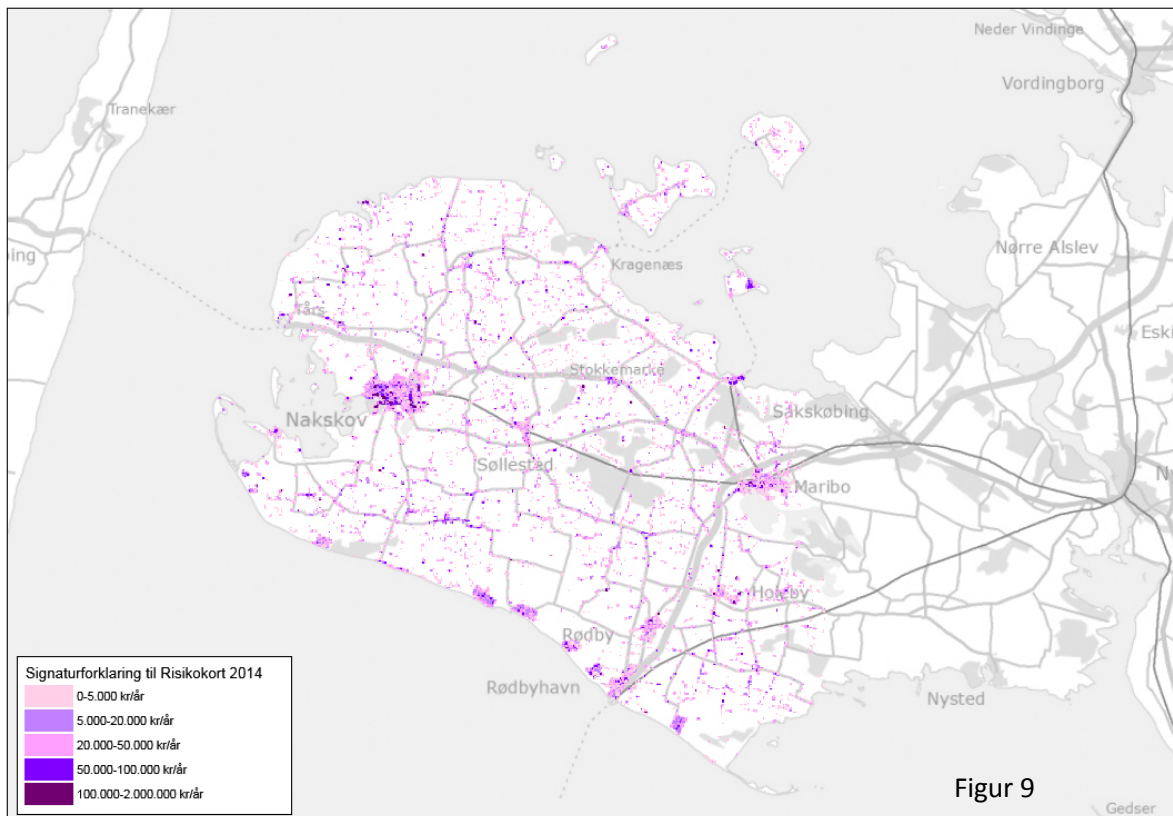 Neder Vindinge
Vordingborg
Tranekær
Nørre Alslev
Kragenæs
ping
Tårs
Eski
Stokkemarke
Nakskov
Sakskøbing
Søllested
Maribo
N
Holeby
Rødby
Rødbyhavn
Nysted
Signaturforklaring til Risikokort 2014
0-5.000 kr/år
5.000-20.000 kr/år
20.000-50.000 kr/år
50.000-100.000 kr/år
100.000-2.000.000 kr/år
Figur 9
Gedser